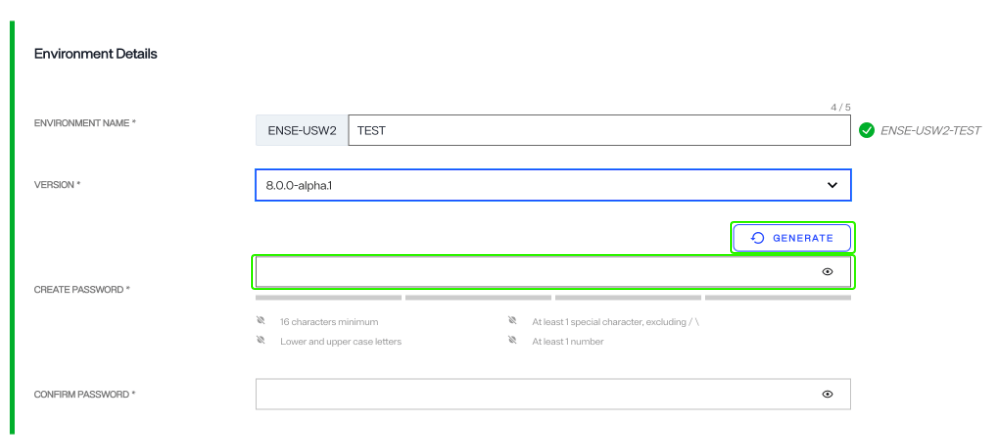 Environment Details
4 / 5
ENVIRONMENT NAME *
ENSE-USW2 TEST
ENSE-USW2-TEST
VERSION *
8.0.0-alpha.1
GENERATE
CREATE PASSWORD *
16 characters minimum
At least 1 special character, excluding / \
Lower and upper case letters
At least 1 number
CONFIRM PASSWORD *